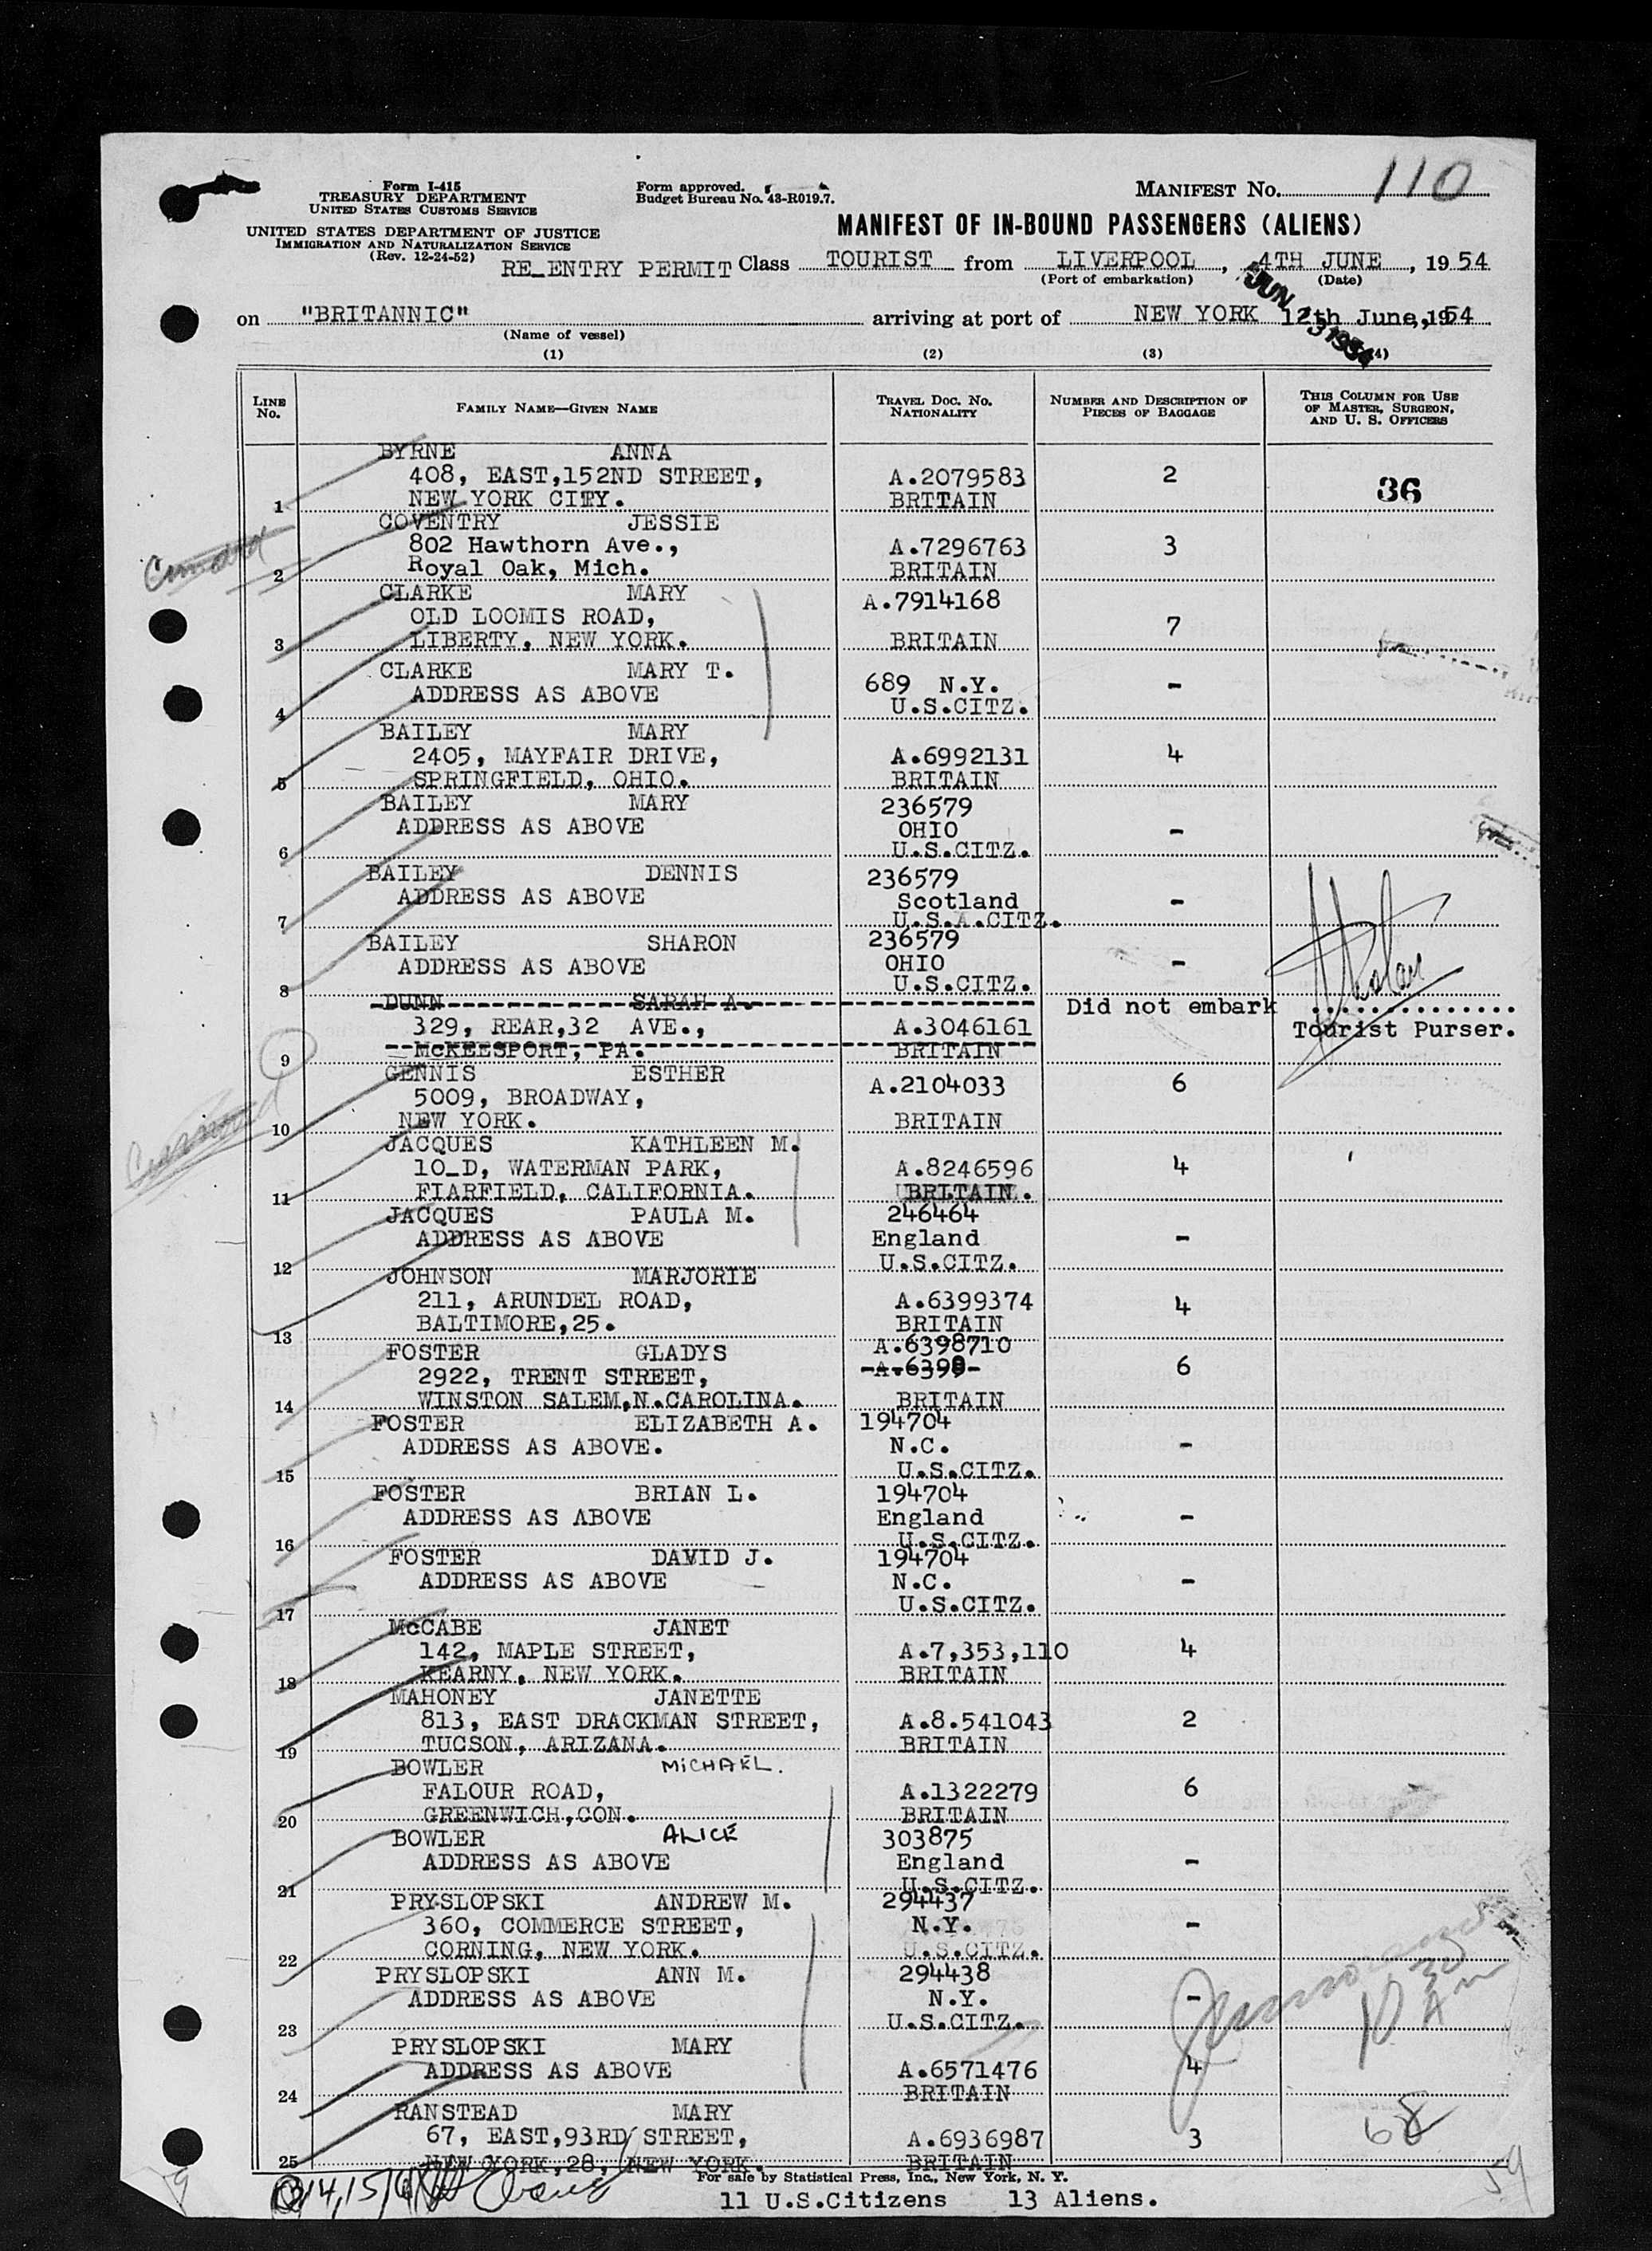 Form I-415
TREASURY DEPARTMENT
UNITED STATES CUSTOMS SERVICE
UNITED STATES DEPARTMENT OF JUSTICE
IMMIGRATION AND NATURALIZATION SERVICE
(Rev. 12-24-52)
Form approved.
Budget Bureau No. 43-R019.7.
MANIFEST NO. 110
MANIFEST OF IN-BOUND PASSENGERS (ALIENS)
RE_ENTRY PERMIT Class TOURIST from LIVERPOOL, 4TH JUNE, 1954
(Port of embarkation) (Date)
on "BRITANNIC" arriving at port of NEW YORK 12th June, 1954
(Name of vessel)
JUN 13 1954
(1) (2) (3) (4)
LINE NO.
FAMILY NAME—GIVEN NAME
TRAVEL DOC. NO. NATIONALITY
NUMBER AND DESCRIPTION OF PIECES OF BAGGAGE
THIS COLUMN FOR USE OF MASTER, SURGEON, AND U. S. OFFICERS
BYRNE ANNA
408, EAST,152ND STREET, A.2079583 2 36
1 NEW YORK CITY. BRTTAIN
COVENTRY JESSIE
Cunard
802 Hawthorn Ave., A.7296763 3
2 Royal Oak, Mich. BRITAIN
CLARKE MARY A.7914168
OLD LOOMIS ROAD, 7
3 LIBERTY, NEW YORK. BRITAIN
CLARKE MARY T. 689 N.Y.
4 ADDRESS AS ABOVE U.S.CITZ. -
BAILEY MARY
2405, MAYFAIR DRIVE, A.6992131 4
5 SPRINGFIELD, OHIO. BRITAIN
BAILEY MARY 236579
ADDRESS AS ABOVE OHIO -
6 U.S.CITZ.
BAILEY DENNIS 236579
ADDRESS AS ABOVE Scotland -
7 U.S.A.CITZ.
BAILEY SHARON 236579
ADDRESS AS ABOVE OHIO -
8 U.S.CITZ.
DUNN SARAH A. Did not embark
329, REAR,32 AVE., A.3046161 Tourist Purser.
9 McKEESPORT, PA. BRITAIN
GENNIS ESTHER A.2104033 6
5009, BROADWAY,
10 NEW YORK. BRITAIN
Cunard
JACQUES KATHLEEN M.
10_D, WATERMAN PARK, A.8246596 4
11 FIARFIELD, CALIFORNIA. BRITAIN.
JACQUES PAULA M. 246464
ADDRESS AS ABOVE England -
12 U.S.CITZ.
JOHNSON MARJORIE
211, ARUNDEL ROAD, A.6399374 4
13 BALTIMORE,25. BRITAIN
FOSTER GLADYS A.6398710
2922, TRENT STREET, A.6398 6
14 WINSTON SALEM,N.CAROLINA. BRITAIN
FOSTER ELIZABETH A. 194704
ADDRESS AS ABOVE. N.C. -
15 U.S.CITZ.
FOSTER BRIAN L. 194704
ADDRESS AS ABOVE England -
16 U.S.CITZ.
FOSTER DAVID J. 194704
ADDRESS AS ABOVE N.C. -
17 U.S.CITZ.
McCABE JANET
142, MAPLE STREET, A.7,353,110 4
18 KEARNY, NEW YORK. BRITAIN
MAHONEY JANETTE
813, EAST DRACKMAN STREET, A.8.541043 2
19 TUCSON, ARIZONA. BRITAIN
BOWLER MICHAEL.
FALOUR ROAD, A.1322279 6
20 GREENWICH,CON. BRITAIN
BOWLER ALICE 303875
ADDRESS AS ABOVE England -
21 U.S.CITZ.
PRYSLOPSKI ANDREW M. 294437
360, COMMERCE STREET, N.Y. -
22 CORNING, NEW YORK. U.S.CITZ.
PRYSLOPSKI ANN M. 294438
ADDRESS AS ABOVE N.Y. -
23 U.S.CITZ.
10 30 Am
PRYSLOPSKI MARY
ADDRESS AS ABOVE A.6571476 4
24 BRITAIN
RANSTEAD MARY 68
67, EAST,93RD STREET, A.6936987 3
25 NEW YORK,28, NEW YORK. BRITAIN
For sale by Statistical Press, Inc., New York, N. Y.
11 U.S.Citizens 13 Aliens.
59